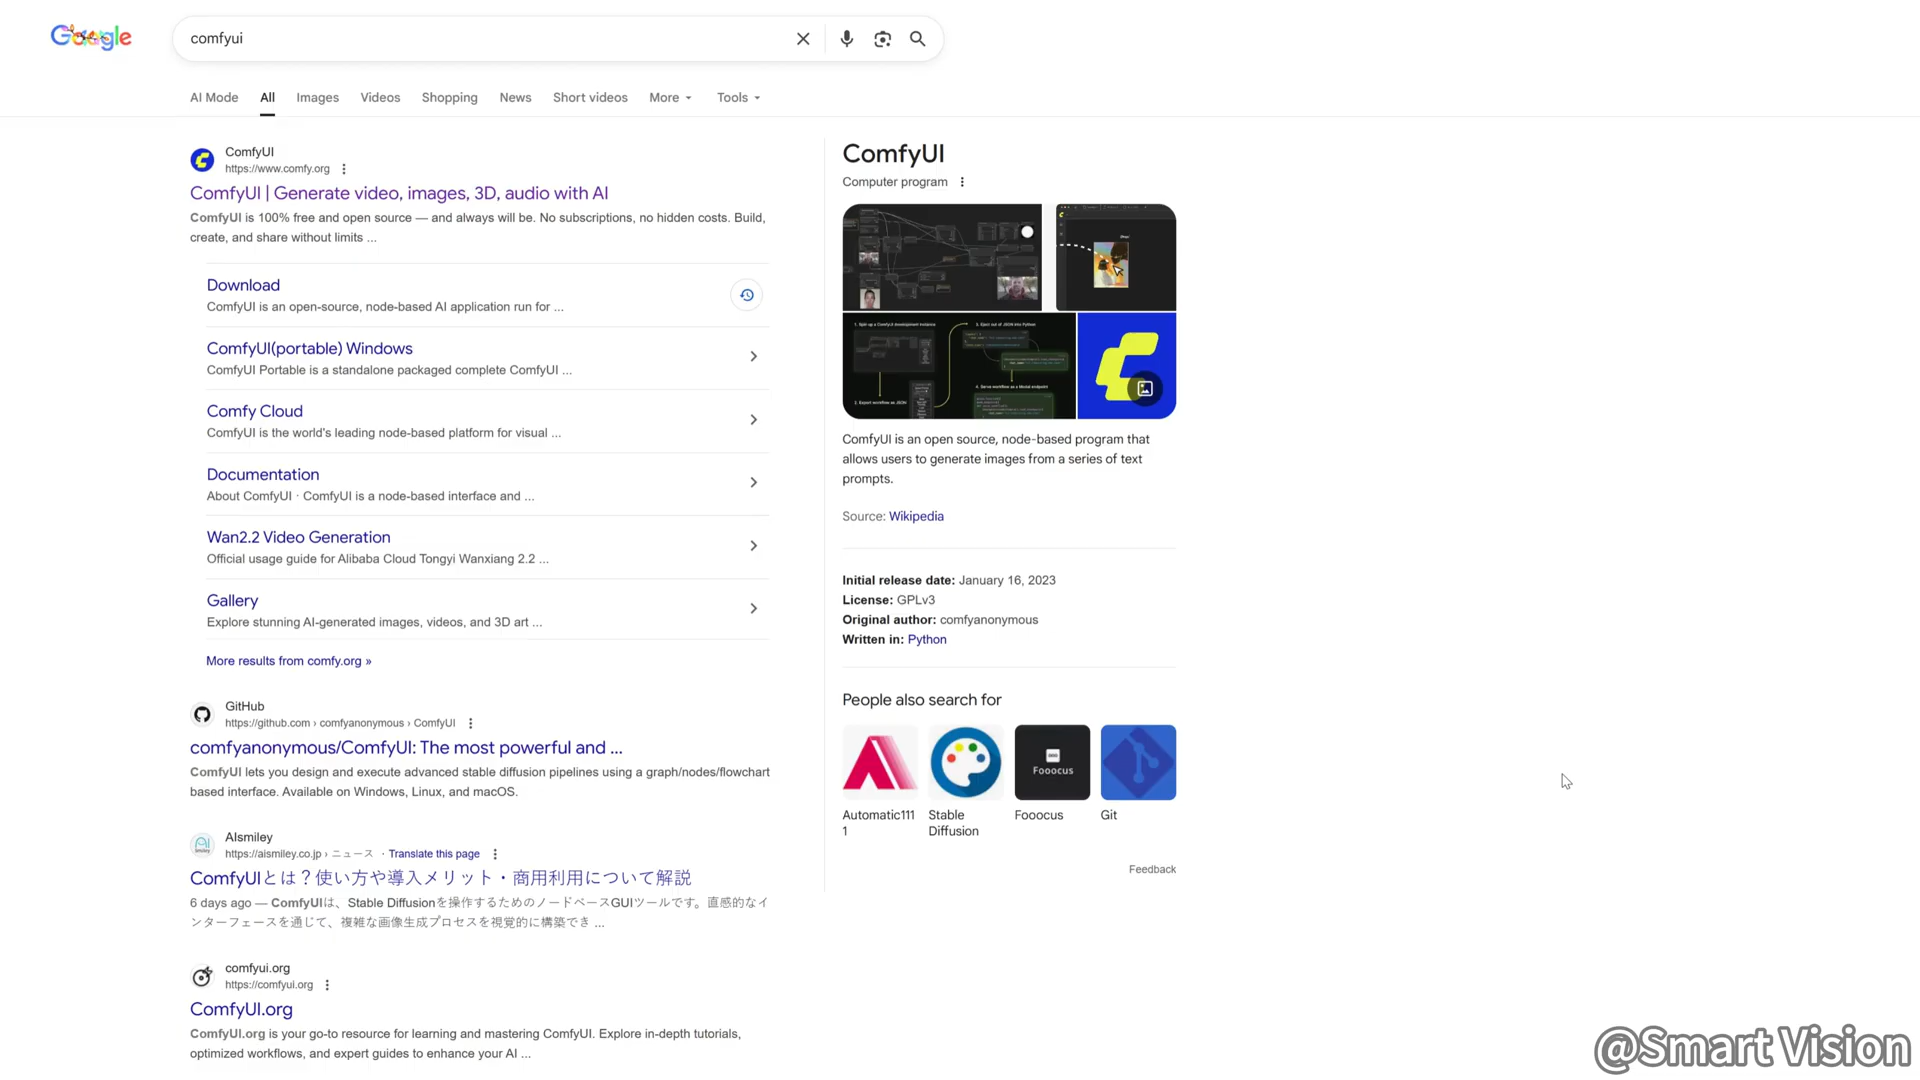 Google
comfyui
AI Mode
All
Images
Videos
Shopping
News
Short videos
More
Tools
ComfyUI
https://www.comfy.org
ComfyUI | Generate video, images, 3D, audio with AI
ComfyUI is 100% free and open source — and always will be. No subscriptions, no hidden costs. Build,
create, and share without limits ...
Download
ComfyUI is an open-source, node-based AI application run for ...
ComfyUI(portable) Windows
ComfyUI Portable is a standalone packaged complete ComfyUI ...
Comfy Cloud
ComfyUI is the world's leading node-based platform for visual ...
Documentation
About ComfyUI · ComfyUI is a node-based interface and ...
Wan2.2 Video Generation
Official usage guide for Alibaba Cloud Tongyi Wanxiang 2.2 ...
Gallery
Explore stunning AI-generated images, videos, and 3D art ...
More results from comfy.org »
GitHub
https://github.com › comfyanonymous › ComfyUI
comfyanonymous/ComfyUI: The most powerful and ...
ComfyUI lets you design and execute advanced stable diffusion pipelines using a graph/nodes/flowchart
based interface. Available on Windows, Linux, and macOS.
AIsmiley
https://aismiley.co.jp › ニュース · Translate this page
ComfyUIとは？使い方や導入メリット・商用利用について解説
6 days ago — ComfyUIは、Stable Diffusionを操作するためのノードベースGUIツールです。直感的なイ
ンターフェースを通じて、複雑な画像生成プロセスを視覚的に構築でき ...
comfyui.org
https://comfyui.org
ComfyUI.org
ComfyUI.org is your go-to resource for learning and mastering ComfyUI. Explore in-depth tutorials,
optimized workflows, and expert guides to enhance your AI ...
ComfyUI
Computer program
ComfyUI is an open source, node-based program that
allows users to generate images from a series of text
prompts.
Source: Wikipedia
Initial release date: January 16, 2023
License: GPLv3
Original author: comfyanonymous
Written in: Python
People also search for
Fooocus
Automatic111
1
Stable
Diffusion
Fooocus
Git
Feedback
@Smart Vision